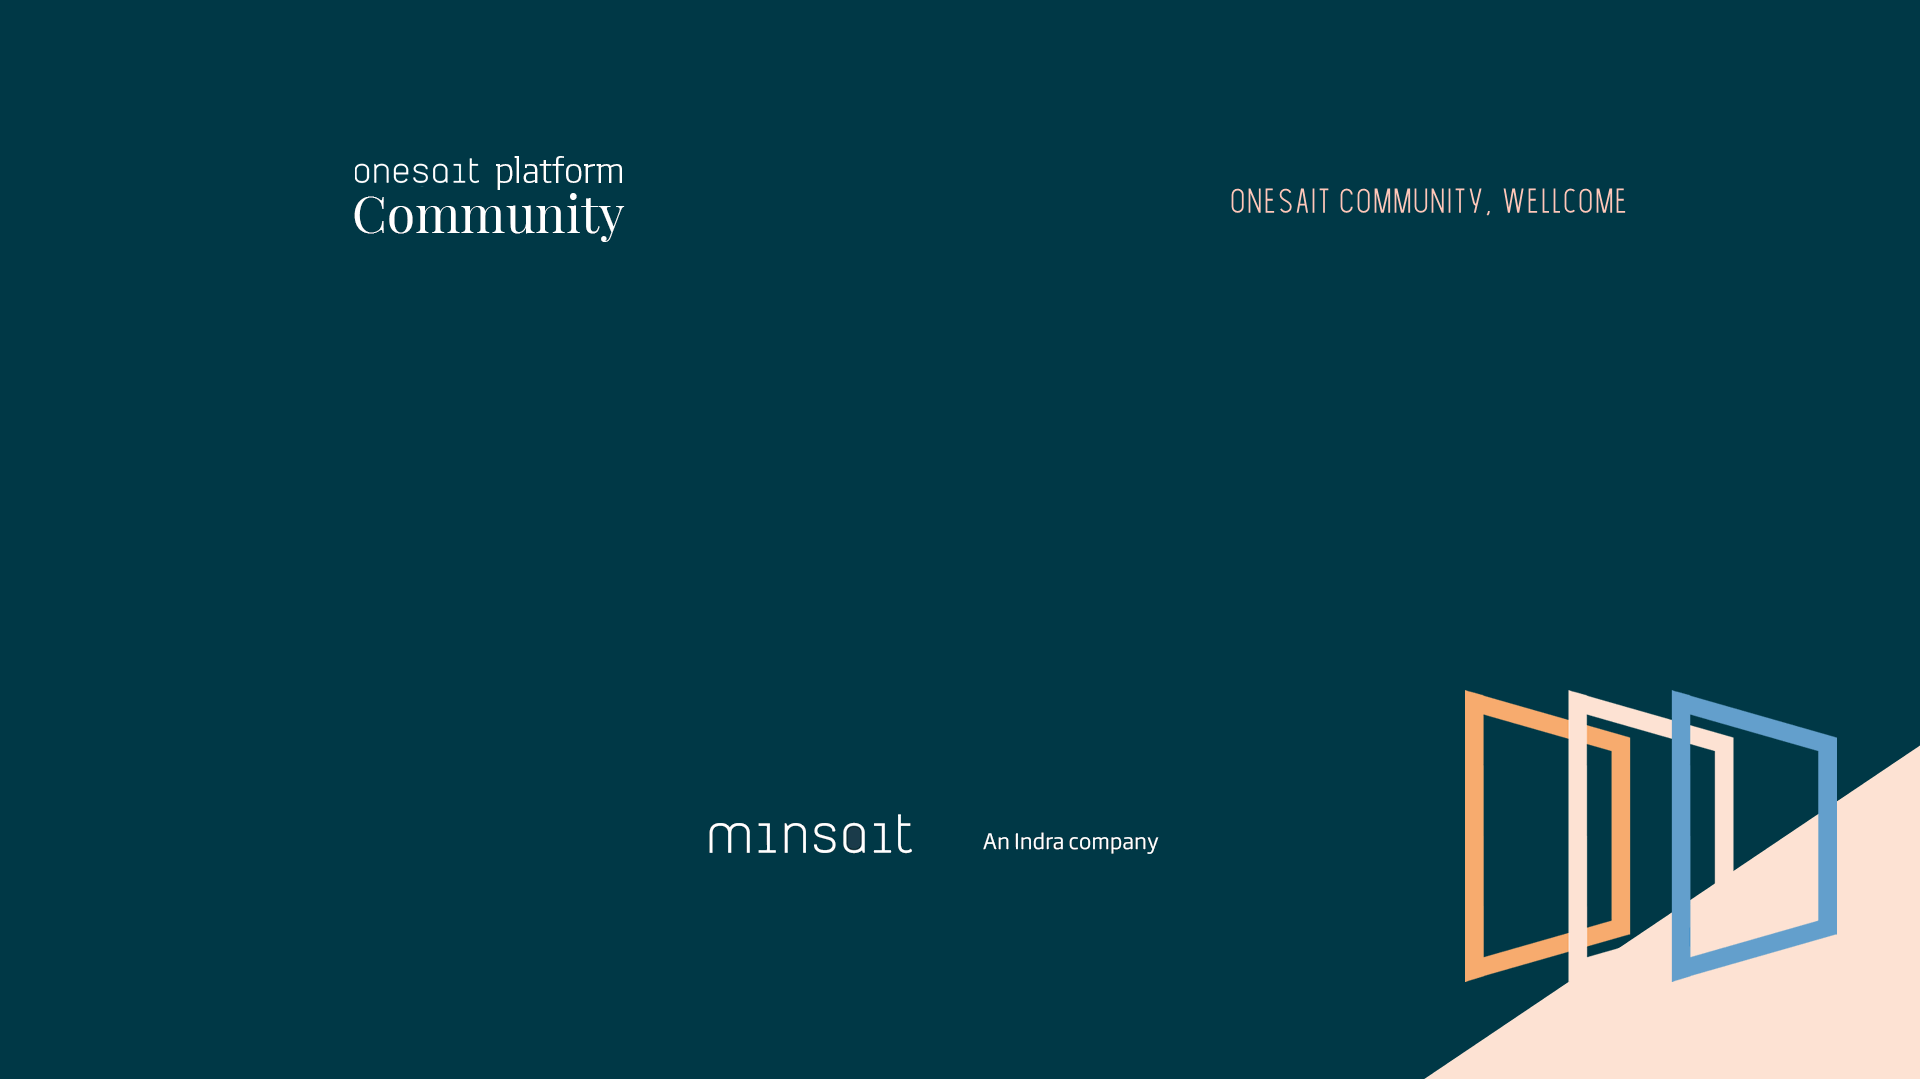 onesait platform
Community
ONESAIT COMMUNITY, WELLCOME
minsait
An Indra company